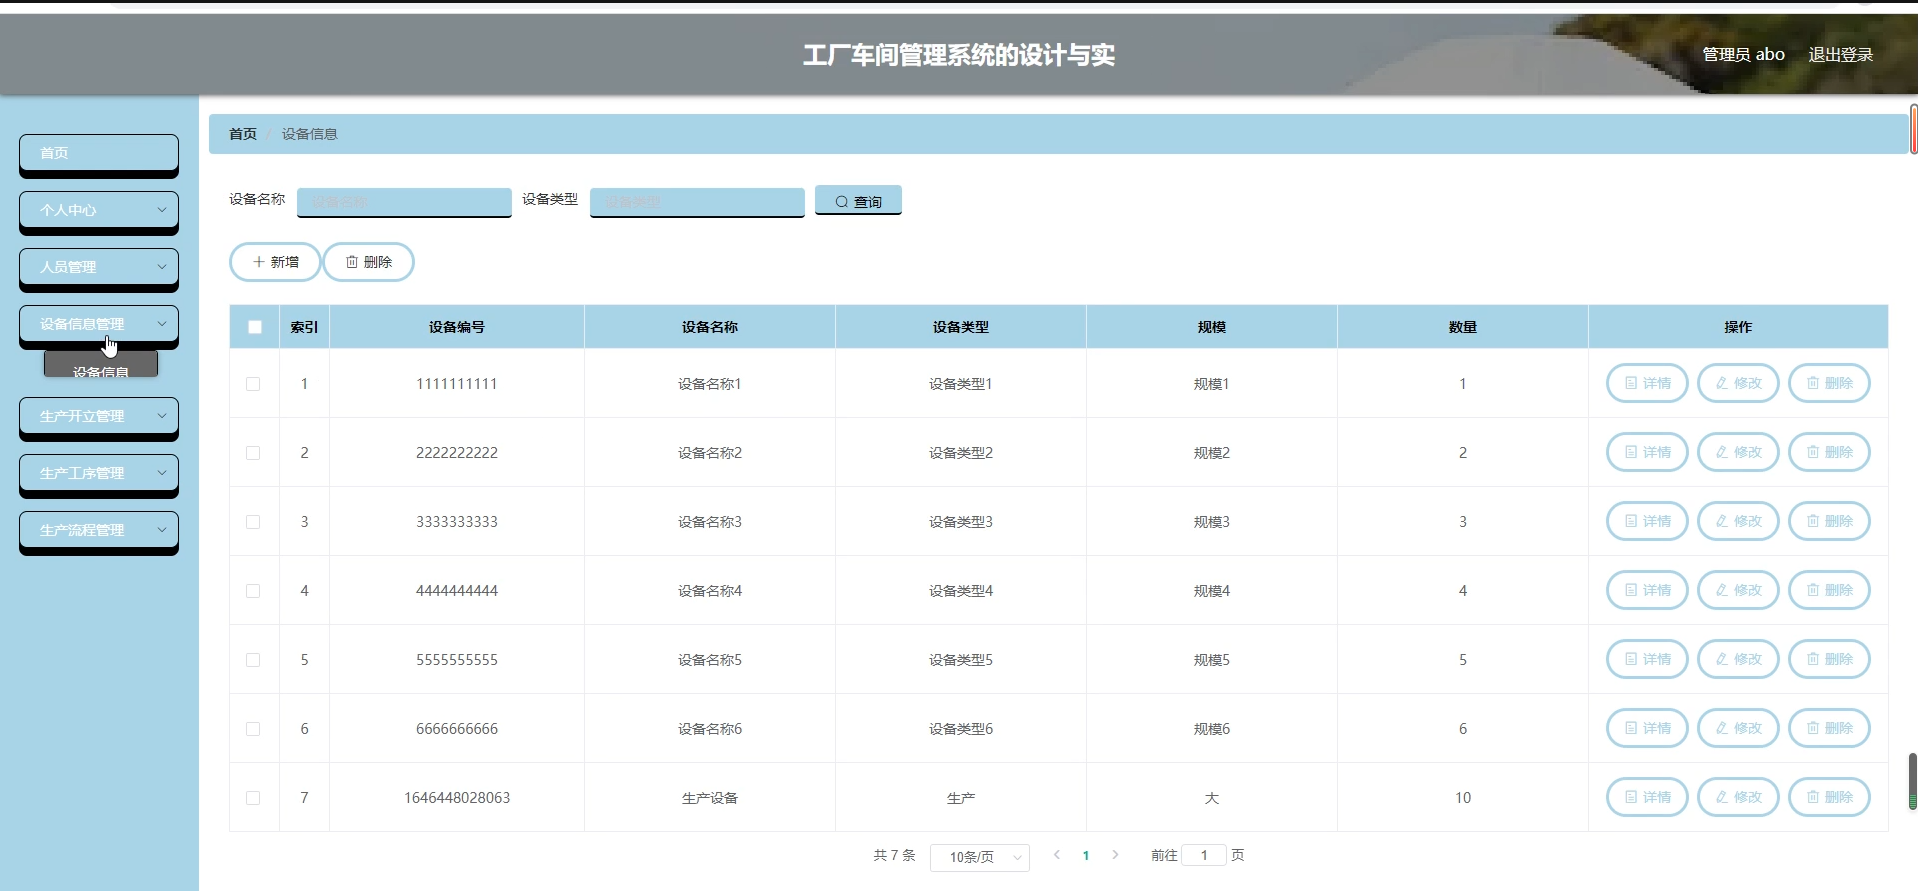 工厂车间管理系统的设计与实
管理员 abo 退出登录
首页
个人中心
人员管理
设备信息管理
设备信息
生产开立管理
生产工序管理
生产流程管理
首页 / 设备信息
设备名称 设备名称 设备类型 设备类型 查询
新增 删除
索引 设备编号 设备名称 设备类型 规模 数量 操作
1 1111111111 设备名称1 设备类型1 规模1 1 详情 修改 删除
2 2222222222 设备名称2 设备类型2 规模2 2 详情 修改 删除
3 3333333333 设备名称3 设备类型3 规模3 3 详情 修改 删除
4 4444444444 设备名称4 设备类型4 规模4 4 详情 修改 删除
5 5555555555 设备名称5 设备类型5 规模5 5 详情 修改 删除
6 6666666666 设备名称6 设备类型6 规模6 6 详情 修改 删除
7 1646448028063 生产设备 生产 大 10 详情 修改 删除
共 7 条 10条/页 1 前往 1 页